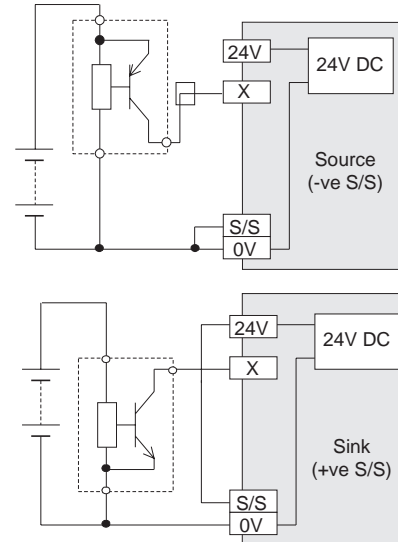 24V
24V DC
X
Source
(-ve S/S)
S/S
0V
24V
24V DC
X
Sink
(+ve S/S)
S/S
0V